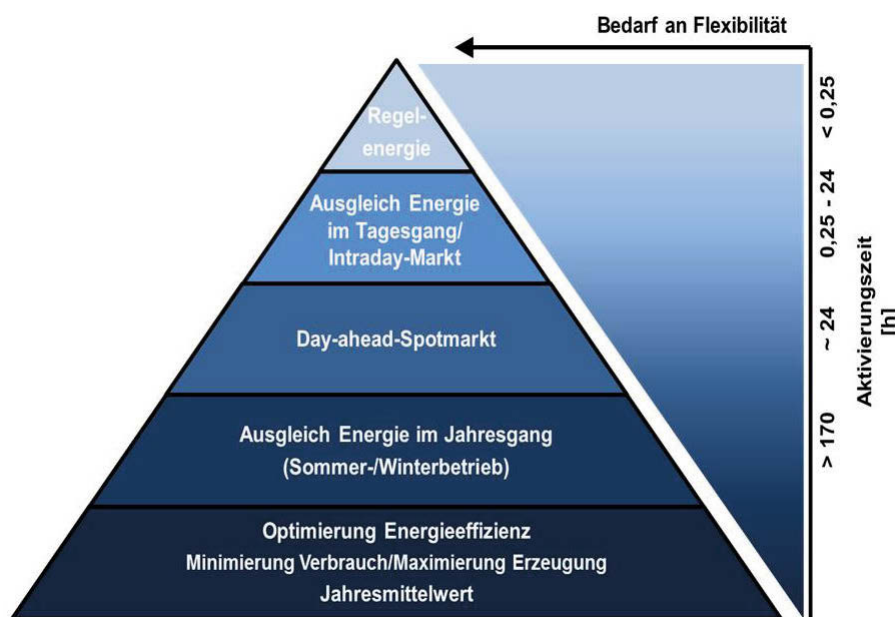 Bedarf an Flexibilität
Regel-
energie
Ausgleich Energie
im Tagesgang/
Intraday-Markt
Day-ahead-Spotmarkt
Ausgleich Energie im Jahresgang
(Sommer-/Winterbetrieb)
Optimierung Energieeffizienz
Minimierung Verbrauch/Maximierung Erzeugung
Jahresmittelwert
< 0,25
0,25 - 24
~ 24
> 170
Aktivierungszeit
[h]